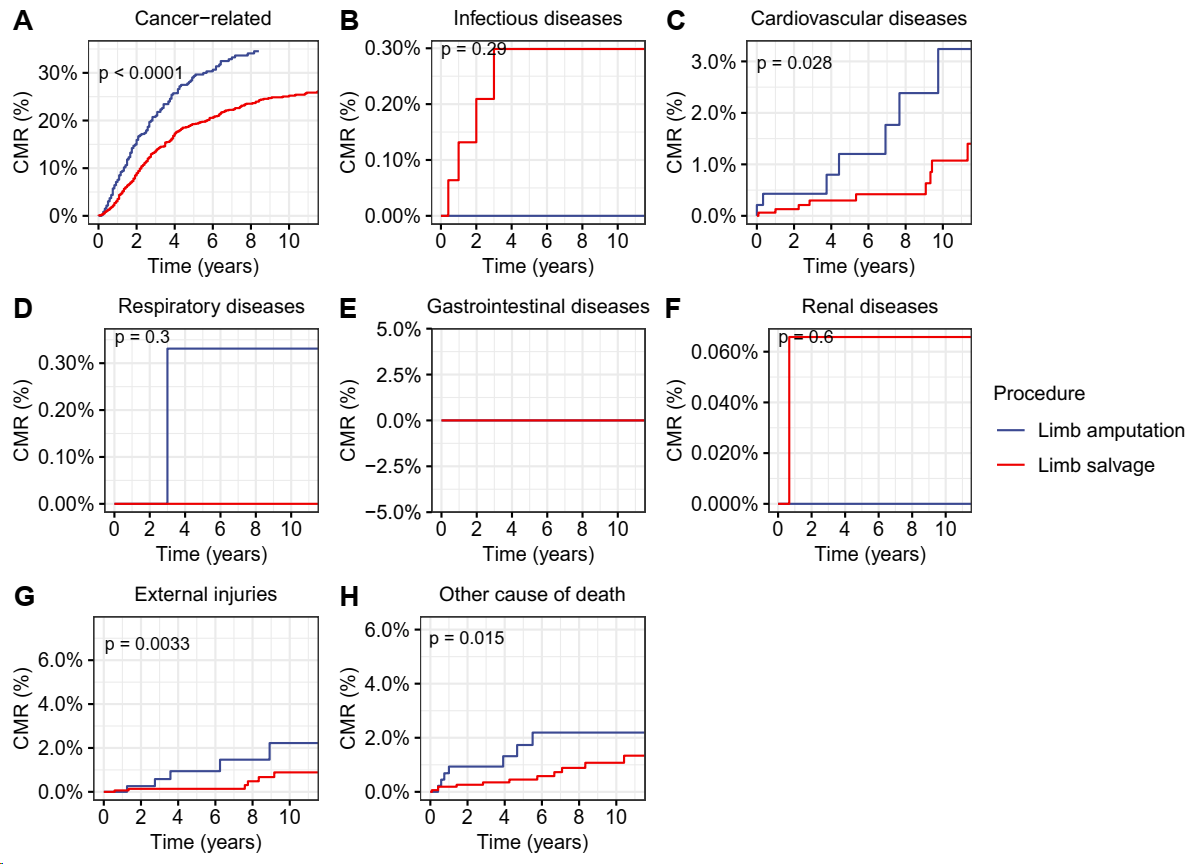 A Cancer−related
CMR (%)
30%
20%
10%
0%
p < 0.0001
0 2 4 6 8 10
Time (years)
B Infectious diseases
CMR (%)
0.30%
0.20%
0.10%
0.00%
p = 0.29
0 2 4 6 8 10
Time (years)
C Cardiovascular diseases
CMR (%)
3.0%
2.0%
1.0%
0.0%
p = 0.028
0 2 4 6 8 10
Time (years)
D Respiratory diseases
CMR (%)
0.30%
0.20%
0.10%
0.00%
p = 0.3
0 2 4 6 8 10
Time (years)
E Gastrointestinal diseases
CMR (%)
5.0%
2.5%
0.0%
−2.5%
−5.0%
0 2 4 6 8 10
Time (years)
F Renal diseases
CMR (%)
0.060%
0.040%
0.020%
0.000%
p = 0.6
0 2 4 6 8 10
Time (years)
Procedure
Limb amputation
Limb salvage
G External injuries
CMR (%)
6.0%
4.0%
2.0%
0.0%
p = 0.0033
0 2 4 6 8 10
Time (years)
H Other cause of death
CMR (%)
6.0%
4.0%
2.0%
0.0%
p = 0.015
0 2 4 6 8 10
Time (years)